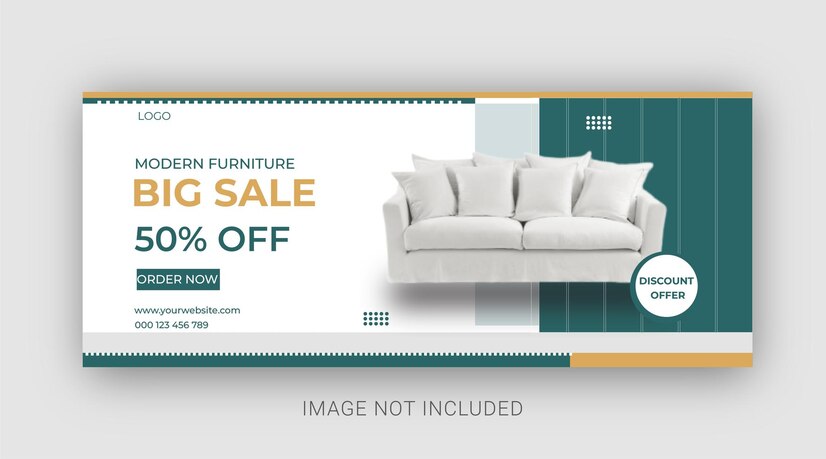 LOGO
MODERN FURNITURE
BIG SALE
50% OFF
ORDER NOW
www.yourwebsite.com
000 123 456 789
DISCOUNT
OFFER
IMAGE NOT INCLUDED